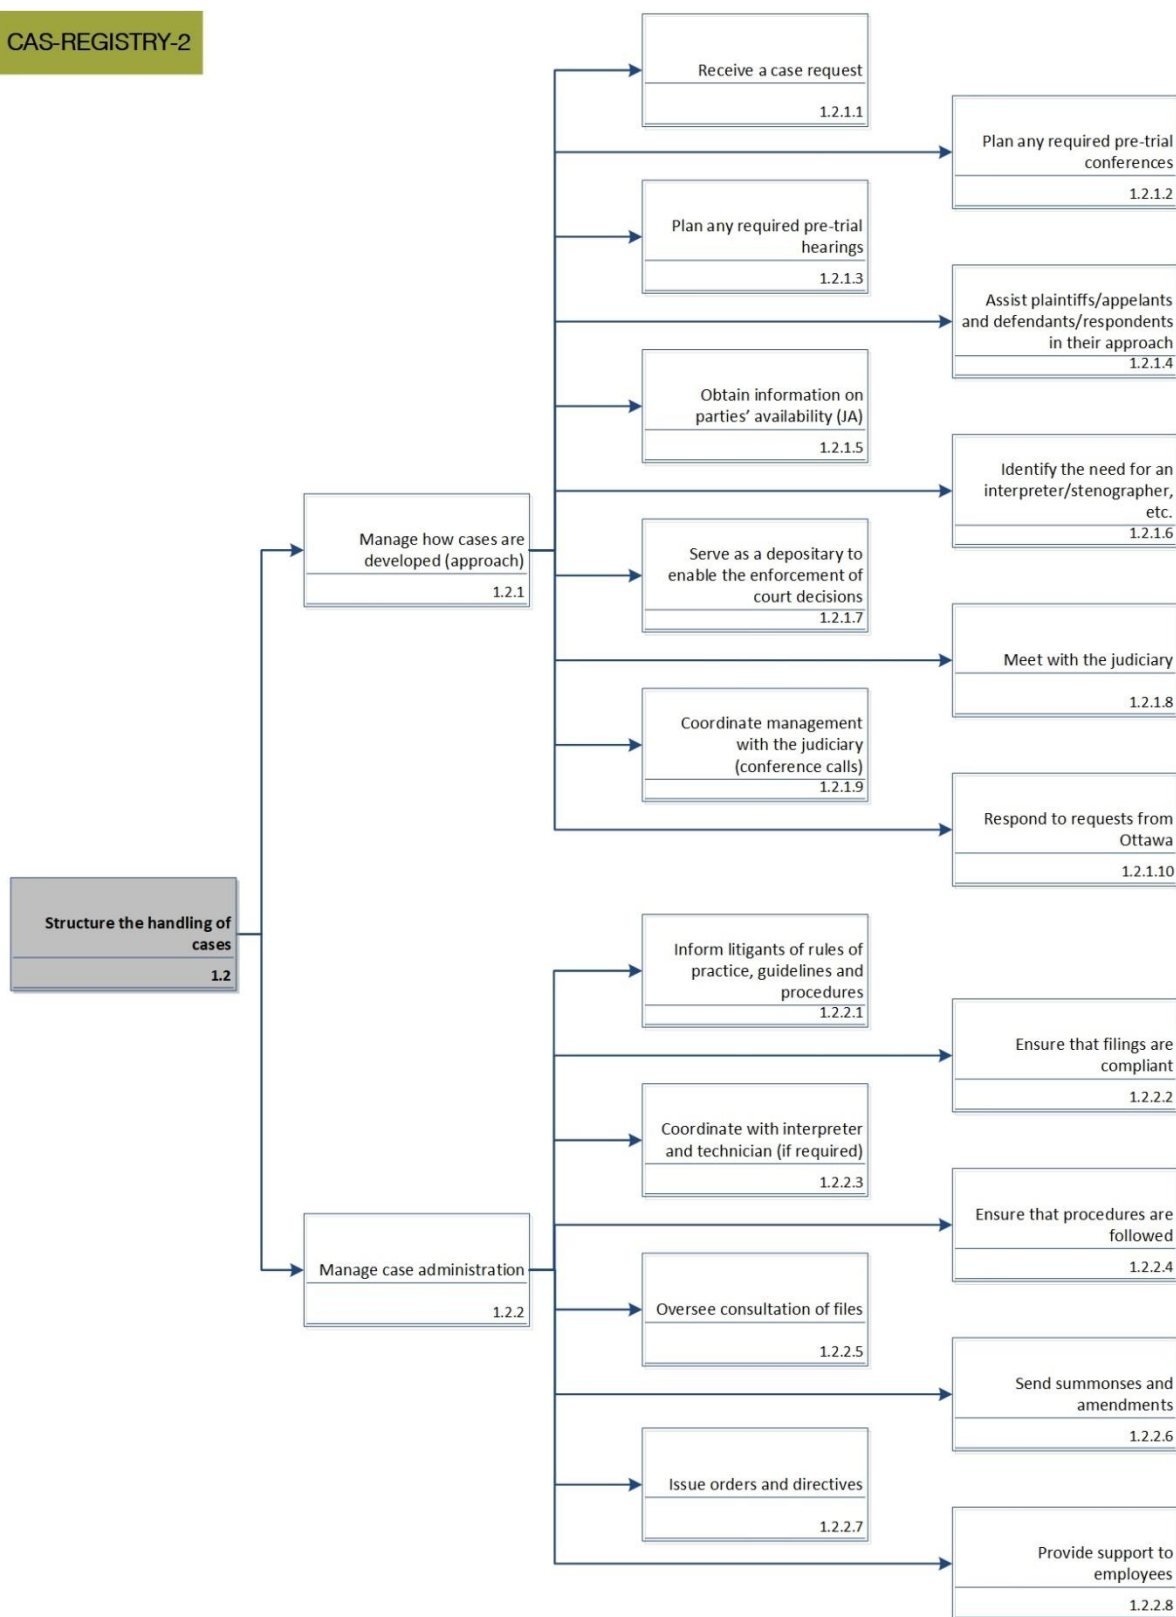 CAS-REGISTRY-2
Receive a case request
1.2.1.1
Plan any required pre-trial
conferences
1.2.1.2
Plan any required pre-trial
hearings
1.2.1.3
Assist plaintiffs/appelants
and defendants/respondents
in their approach
1.2.1.4
Obtain information on
parties’ availability (JA)
1.2.1.5
Identify the need for an
interpreter/stenographer,
etc.
1.2.1.6
Manage how cases are
developed (approach)
1.2.1
Serve as a depositary to
enable the enforcement of
court decisions
1.2.1.7
Meet with the judiciary
1.2.1.8
Coordinate management
with the judiciary
(conference calls)
1.2.1.9
Respond to requests from
Ottawa
1.2.1.10
Structure the handling of
cases
1.2
Inform litigants of rules of
practice, guidelines and
procedures
1.2.2.1
Ensure that filings are
compliant
1.2.2.2
Coordinate with interpreter
and technician (if required)
1.2.2.3
Ensure that procedures are
followed
1.2.2.4
Manage case administration
1.2.2
Oversee consultation of files
1.2.2.5
Send summonses and
amendments
1.2.2.6
Issue orders and directives
1.2.2.7
Provide support to
employees
1.2.2.8